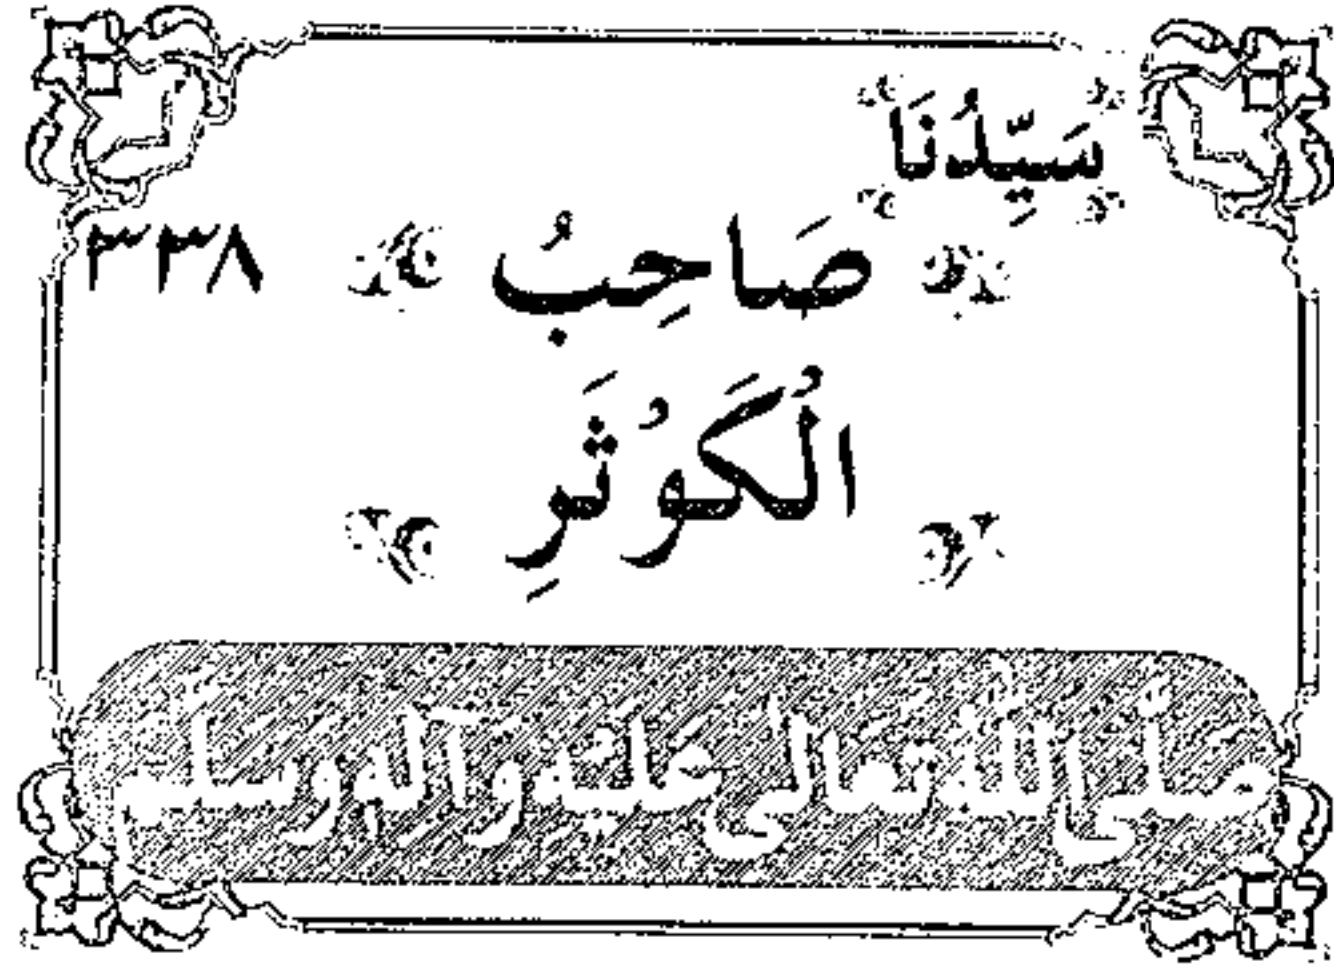 سَيِّدُنَا
صَاحِبُ ٣٣٨
الْكَوْثَرِ
صلى الله تعالى عليه وآله وسلم